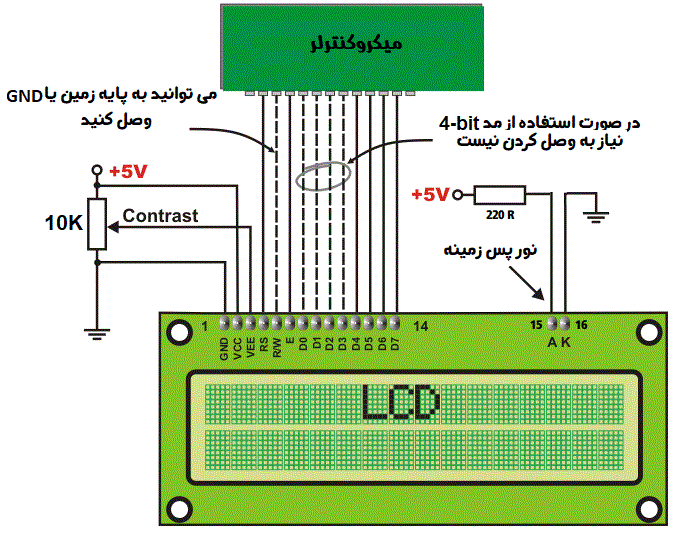 میکروکنترلر
می توانید به پایه زمین یا GND
وصل کنید
در صورت استفاده از مد 4-bit
نیاز به وصل کردن نیست
+5V
10K
Contrast
+5V
220 R
نور پس زمینه
1
14
15
16
GND
VCC
VEE
RS
R/W
E
D0
D1
D2
D3
D4
D5
D6
D7
A K
LCD